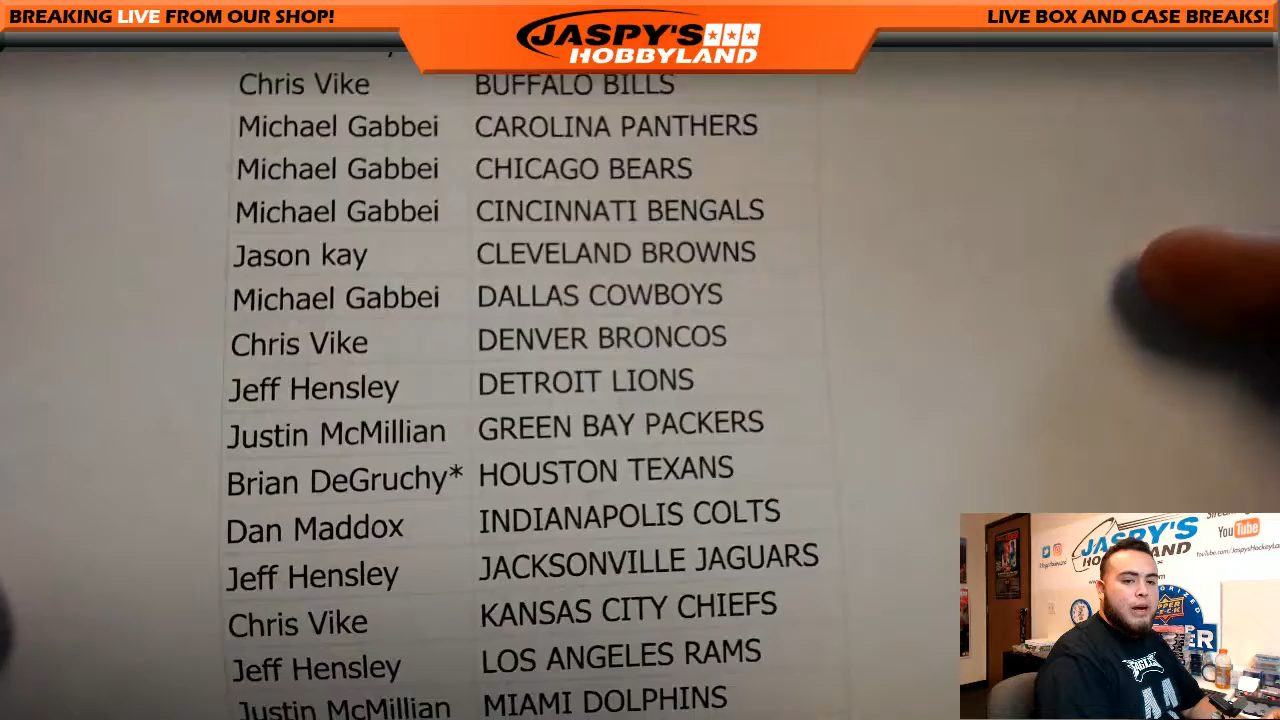 BREAKING LIVE FROM OUR SHOP!
JASPY'S
HOBBYLAND
LIVE BOX AND CASE BREAKS!
Chris Vike BUFFALO BILLS
Michael Gabbei CAROLINA PANTHERS
Michael Gabbei CHICAGO BEARS
Michael Gabbei CINCINNATI BENGALS
Jason kay CLEVELAND BROWNS
Michael Gabbei DALLAS COWBOYS
Chris Vike DENVER BRONCOS
Jeff Hensley DETROIT LIONS
Justin McMillian GREEN BAY PACKERS
Brian DeGruchy* HOUSTON TEXANS
Dan Maddox INDIANAPOLIS COLTS
Jeff Hensley JACKSONVILLE JAGUARS
Chris Vike KANSAS CITY CHIEFS
Jeff Hensley LOS ANGELES RAMS
Justin McMillian MIAMI DOLPHINS
JASPY'S
YouTube